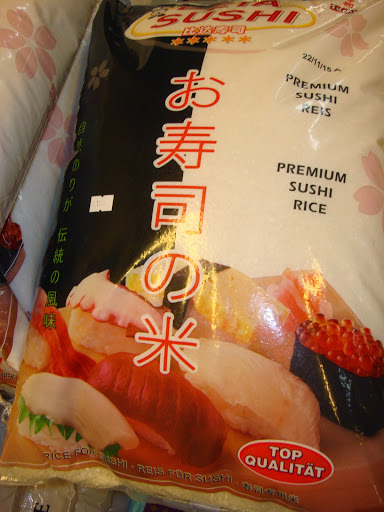 SUSHI
22/11/15
PREMIUM
SUSHI
REIS
お寿司の米
PREMIUM
SUSHI
RICE
伝統の風味
TOP
QUALITÄT
RICE FOR SUSHI - REIS FÜR SUSHI -